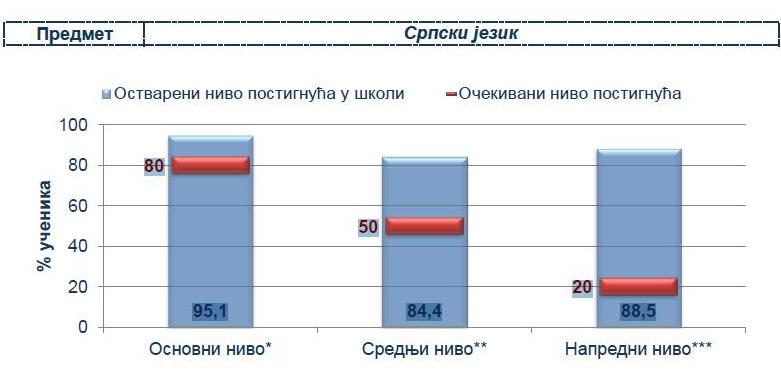 Предмет Српски језик
Остварени ниво постигнућа у школи Очекивани ниво постигнућа
% ученика
100
80
60
40
20
0
80
50
20
95,1 84,4 88,5
Основни ниво* Средњи ниво** Напредни ниво***